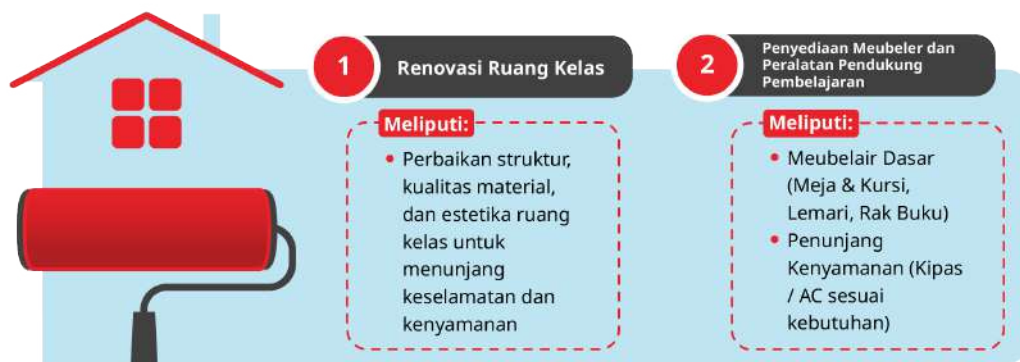 1
Renovasi Ruang Kelas
Meliputi:
• Perbaikan struktur,
kualitas material,
dan estetika ruang
kelas untuk
menunjang
keselamatan dan
kenyamanan
2
Penyediaan Meubeler dan
Peralatan Pendukung
Pembelajaran
Meliputi:
• Meubelair Dasar
(Meja & Kursi,
Lemari, Rak Buku)
• Penunjang
Kenyamanan (Kipas
/ AC sesuai
kebutuhan)